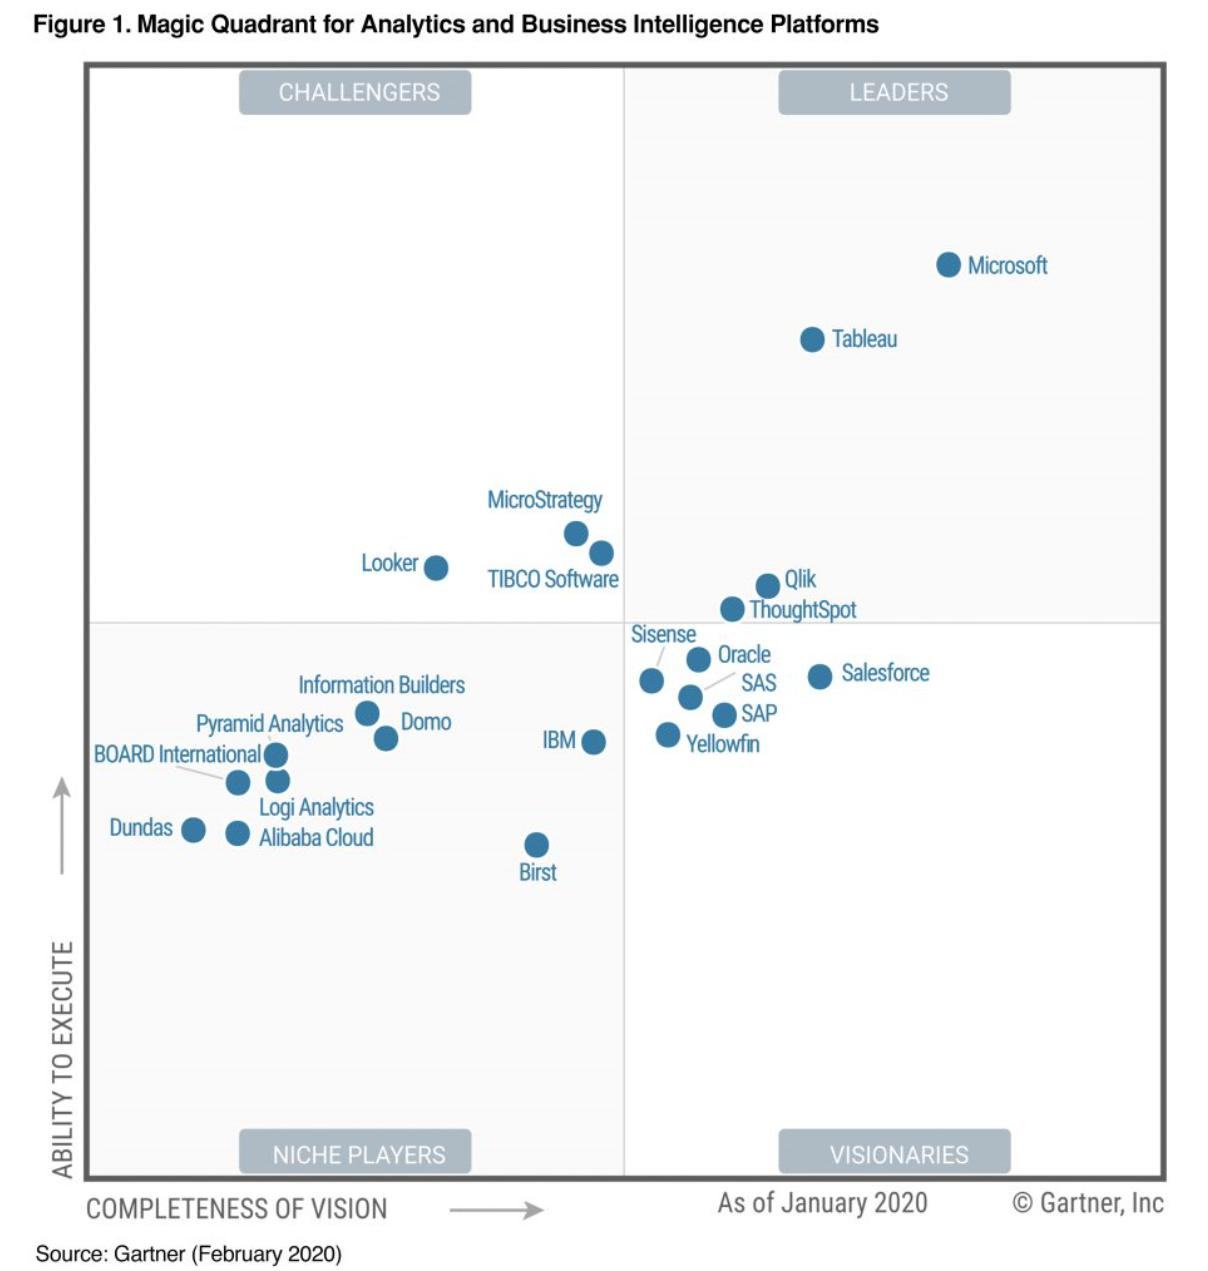 Figure 1. Magic Quadrant for Analytics and Business Intelligence Platforms
CHALLENGERS
LEADERS
Microsoft
Tableau
MicroStrategy
Looker
TIBCO Software
Qlik
ThoughtSpot
Sisense
Oracle
Salesforce
SAS
SAP
Yellowfin
Information Builders
Pyramid Analytics
Domo
IBM
BOARD International
Logi Analytics
Dundas
Alibaba Cloud
Birst
ABILITY TO EXECUTE
NICHE PLAYERS
VISIONARIES
COMPLETENESS OF VISION
As of January 2020
© Gartner, Inc
Source: Gartner (February 2020)